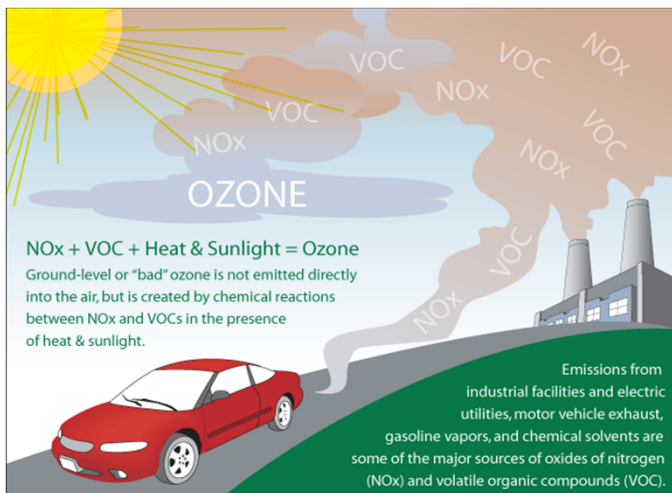 VOC
NOx
VOC
NOx
VOC
NOx
VOC
NOx
VOC
NOx
OZONE
VOC
NOx
NOx + VOC + Heat & Sunlight = Ozone
Ground-level or “bad” ozone is not emitted directly
into the air, but is created by chemical reactions
between NOx and VOCs in the presence
of heat & sunlight.
Emissions from
industrial facilities and electric
utilities, motor vehicle exhaust,
gasoline vapors, and chemical solvents are
some of the major sources of oxides of nitrogen
(NOx) and volatile organic compounds (VOC).